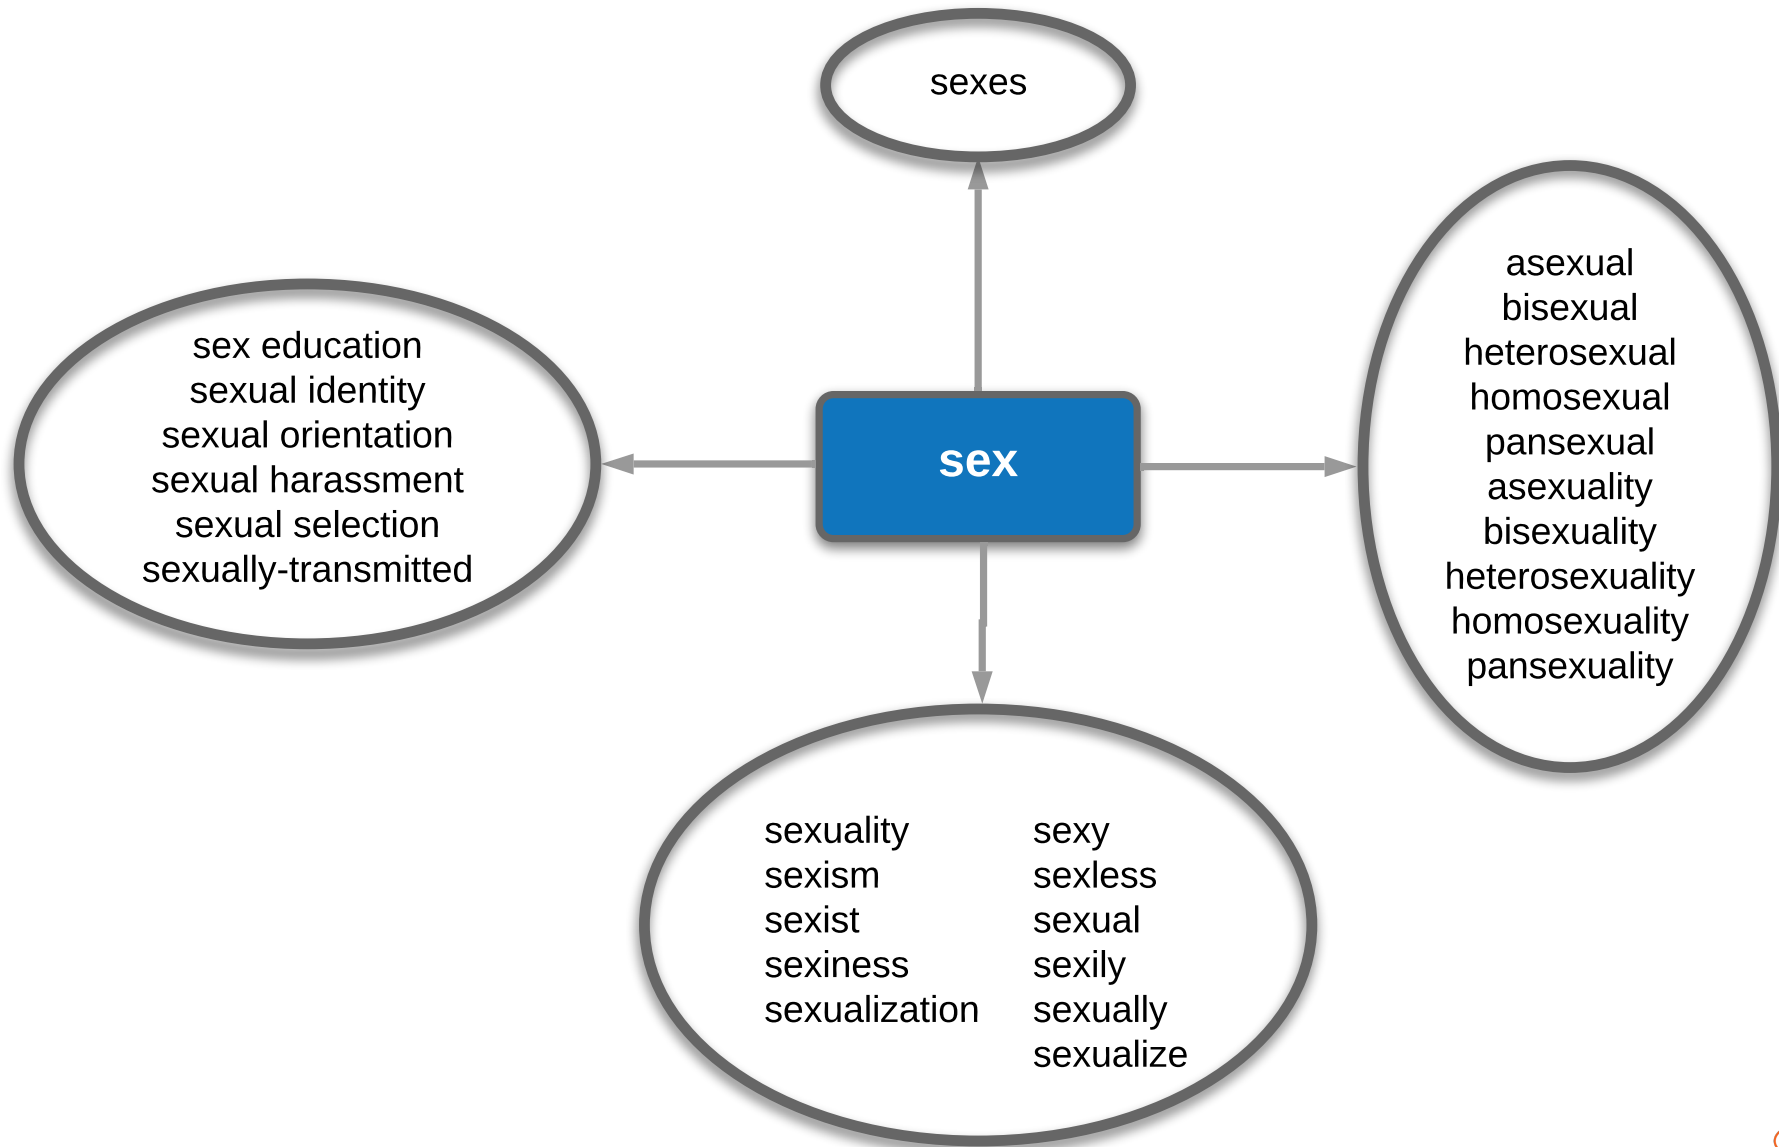 sexes
asexual
bisexual
heterosexual
homosexual
pansexual
asexuality
bisexuality
heterosexuality
homosexuality
pansexuality
sex education
sexual identity
sexual orientation
sexual harassment
sexual selection
sexually-transmitted
sex
sexuality
sexism
sexist
sexiness
sexualization
sexy
sexless
sexual
sexily
sexually
sexualize